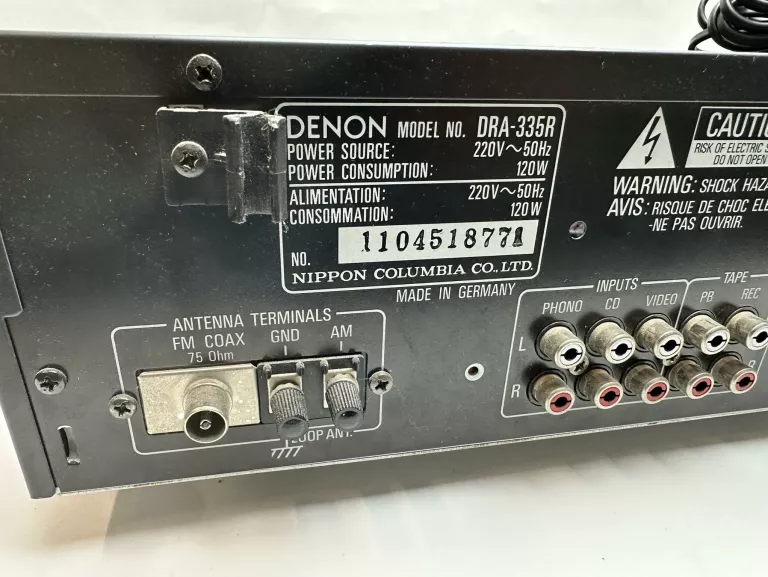 DENON MODEL NO. DRA-335R
POWER SOURCE: 220V～50Hz
POWER CONSUMPTION: 120W
ALIMENTATION: 220V～50Hz
CONSOMMATION: 120W
NO. 1104518771
NIPPON COLUMBIA CO., LTD.
MADE IN GERMANY
CAUTI
RISK OF ELECTRIC S
DO NOT OPEN
WARNING: SHOCK HAZA
AVIS: RISQUE DE CHOC ELE
-NE PAS OUVRIR.
ANTENNA TERMINALS
FM COAX GND AM
75 Ohm
LOOP ANT.
INPUTS TAPE
PHONO CD VIDEO PB REC
L
R R